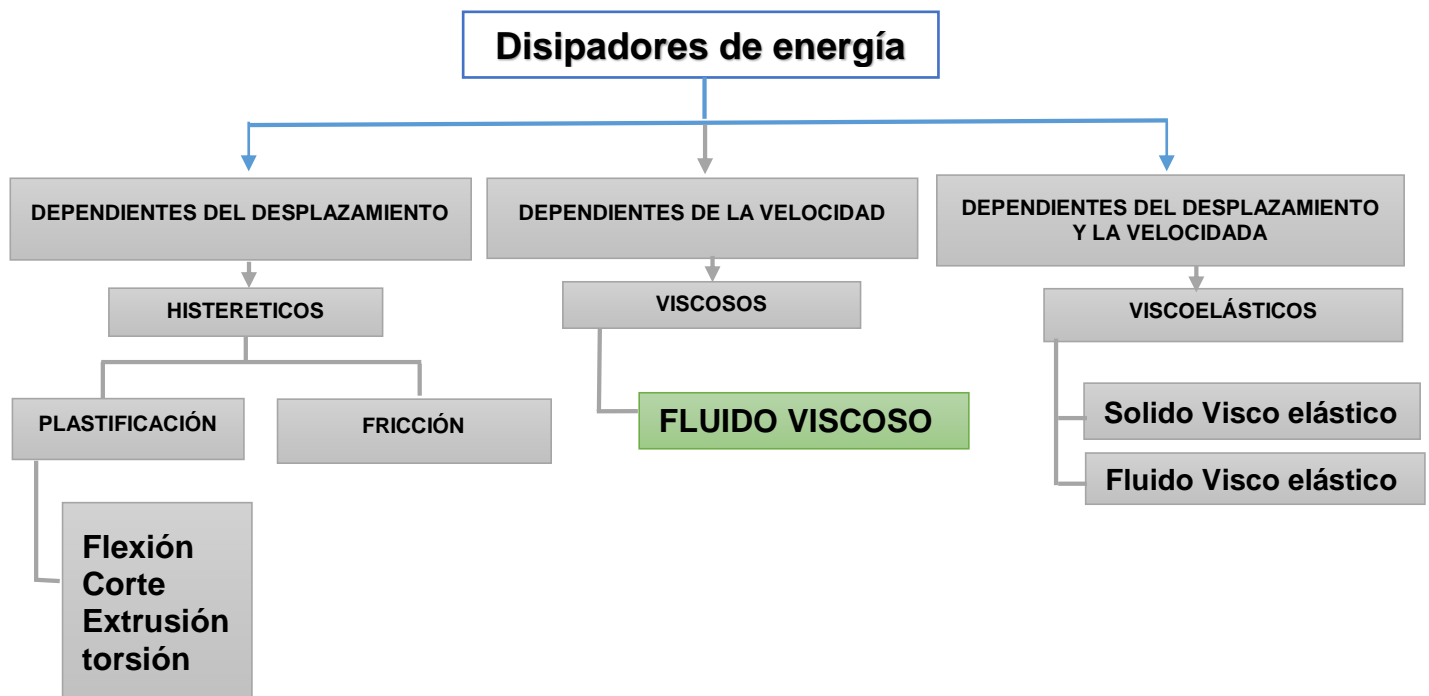 Disipadores de energía
DEPENDIENTES DEL DESPLAZAMIENTO
DEPENDIENTES DE LA VELOCIDAD
DEPENDIENTES DEL DESPLAZAMIENTO
Y LA VELOCIDADA
HISTERETICOS
VISCOSOS
VISCOELÁSTICOS
PLASTIFICACIÓN
FRICCIÓN
FLUIDO VISCOSO
Solido Visco elástico
Fluido Visco elástico
Flexión
Corte
Extrusión
torsión